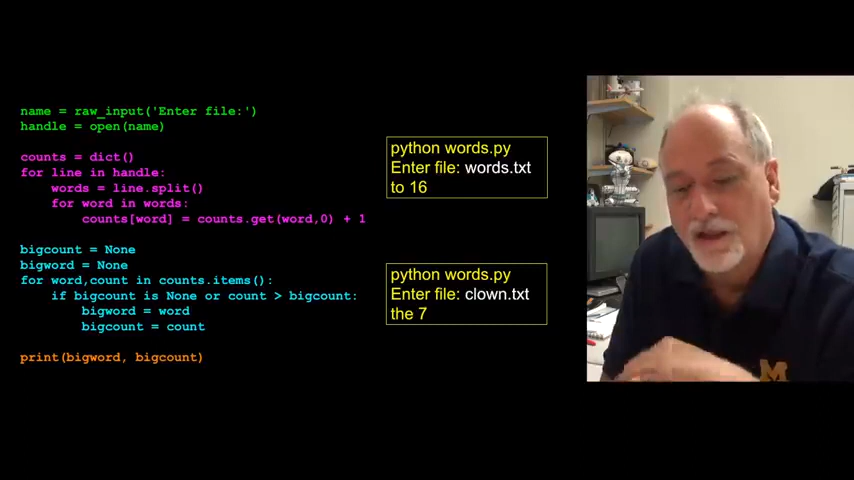 name = raw_input('Enter file:')
handle = open(name)
counts = dict()
for line in handle:
    words = line.split()
    for word in words:
        counts[word] = counts.get(word,0) + 1
bigcount = None
bigword = None
for word,count in counts.items():
    if bigcount is None or count > bigcount:
        bigword = word
        bigcount = count
print(bigword, bigcount)
python words.py
Enter file: words.txt
to 16
python words.py
Enter file: clown.txt
the 7
M